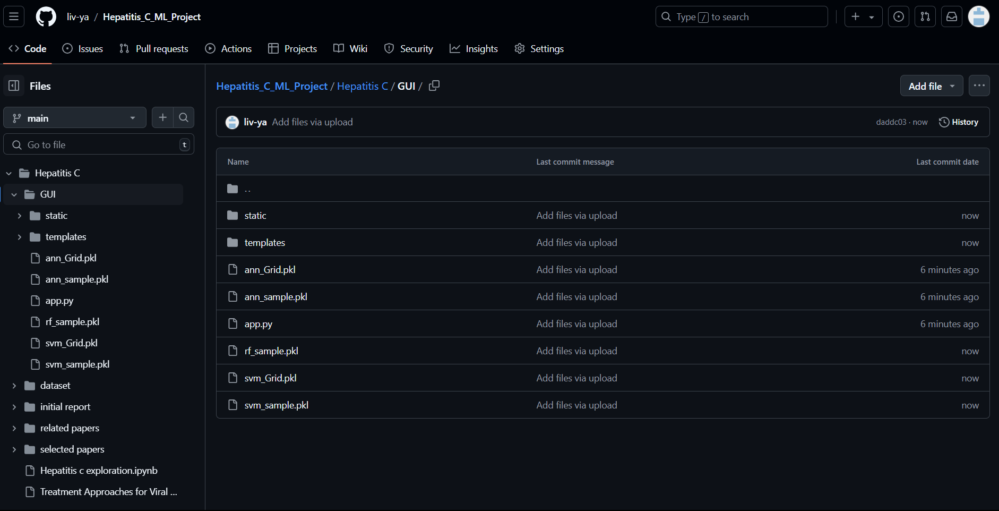 liv-ya / Hepatitis_C_ML_Project
Type / to search
Code Issues Pull requests Actions Projects Wiki Security Insights Settings
Files
main
Go to file t
Hepatitis C
GUI
static
templates
ann_Grid.pkl
ann_sample.pkl
app.py
rf_sample.pkl
svm_Grid.pkl
svm_sample.pkl
dataset
initial report
related papers
selected papers
Hepatitis c exploration.ipynb
Treatment Approaches for Viral ...
Hepatitis_C_ML_Project / Hepatitis C / GUI /
Add file
liv-ya Add files via upload daddc03 · now History
Name Last commit message Last commit date
..
static Add files via upload now
templates Add files via upload now
ann_Grid.pkl Add files via upload 6 minutes ago
ann_sample.pkl Add files via upload 6 minutes ago
app.py Add files via upload 6 minutes ago
rf_sample.pkl Add files via upload now
svm_Grid.pkl Add files via upload now
svm_sample.pkl Add files via upload now